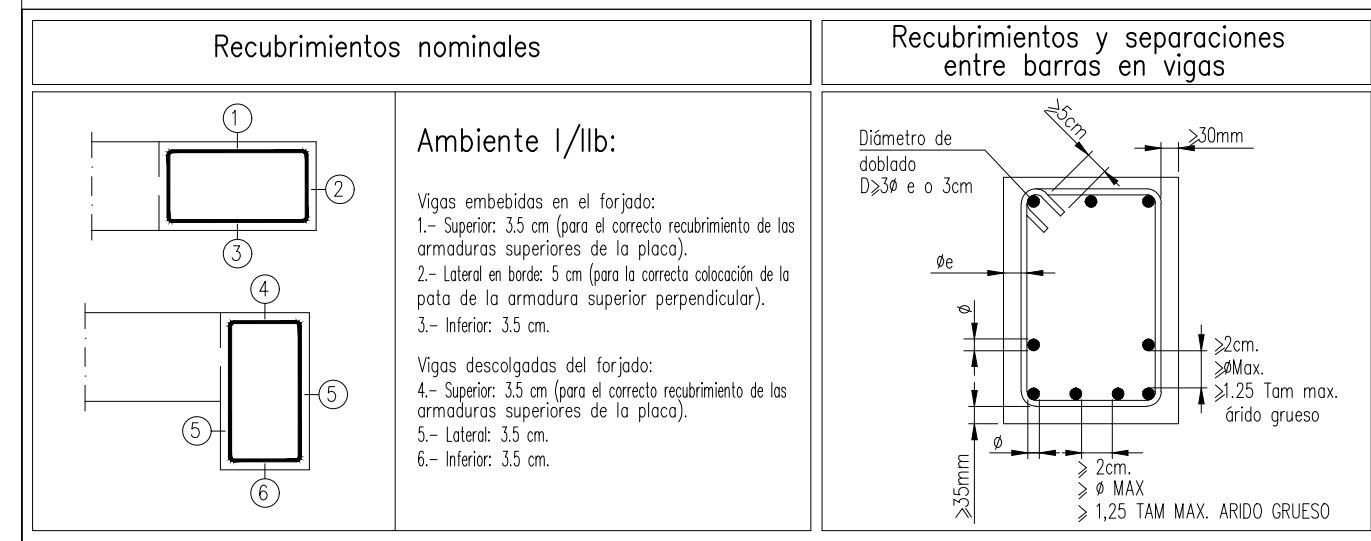 Recubrimientos nominales
Recubrimientos y separaciones
entre barras en vigas
1
2
3
4
5
5
6
Ambiente I/IIb:
Vigas embebidas en el forjado:
1.- Superior: 3.5 cm (para el correcto recubrimiento de las
armaduras superiores de la placa).
2.- Lateral en borde: 5 cm (para la correcta colocación de la
pata de la armadura superior perpendicular).
3.- Inferior: 3.5 cm.
Vigas descolgadas del forjado:
4.- Superior: 3.5 cm (para el correcto recubrimiento de las
armaduras superiores de la placa).
5.- Lateral: 3.5 cm.
6.- Inferior: 3.5 cm.
≥5cm
≥30mm
Diámetro de
doblado
D≥3ø e o 3cm
øe
ø
≥2cm.
≥øMax.
≥1.25 Tam max.
árido grueso
ø
≥35mm
≥ 2cm.
≥ ø MAX
≥ 1,25 TAM MAX. ARIDO GRUESO